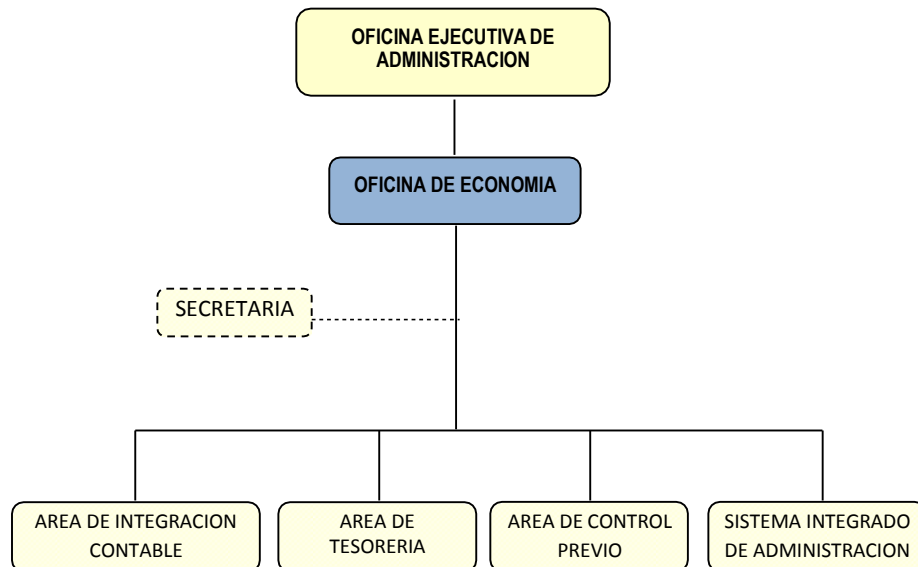 OFICINA EJECUTIVA DE
ADMINISTRACION
OFICINA DE ECONOMIA
SECRETARIA
AREA DE INTEGRACION
CONTABLE
AREA DE
TESORERIA
AREA DE CONTROL
PREVIO
SISTEMA INTEGRADO
DE ADMINISTRACION